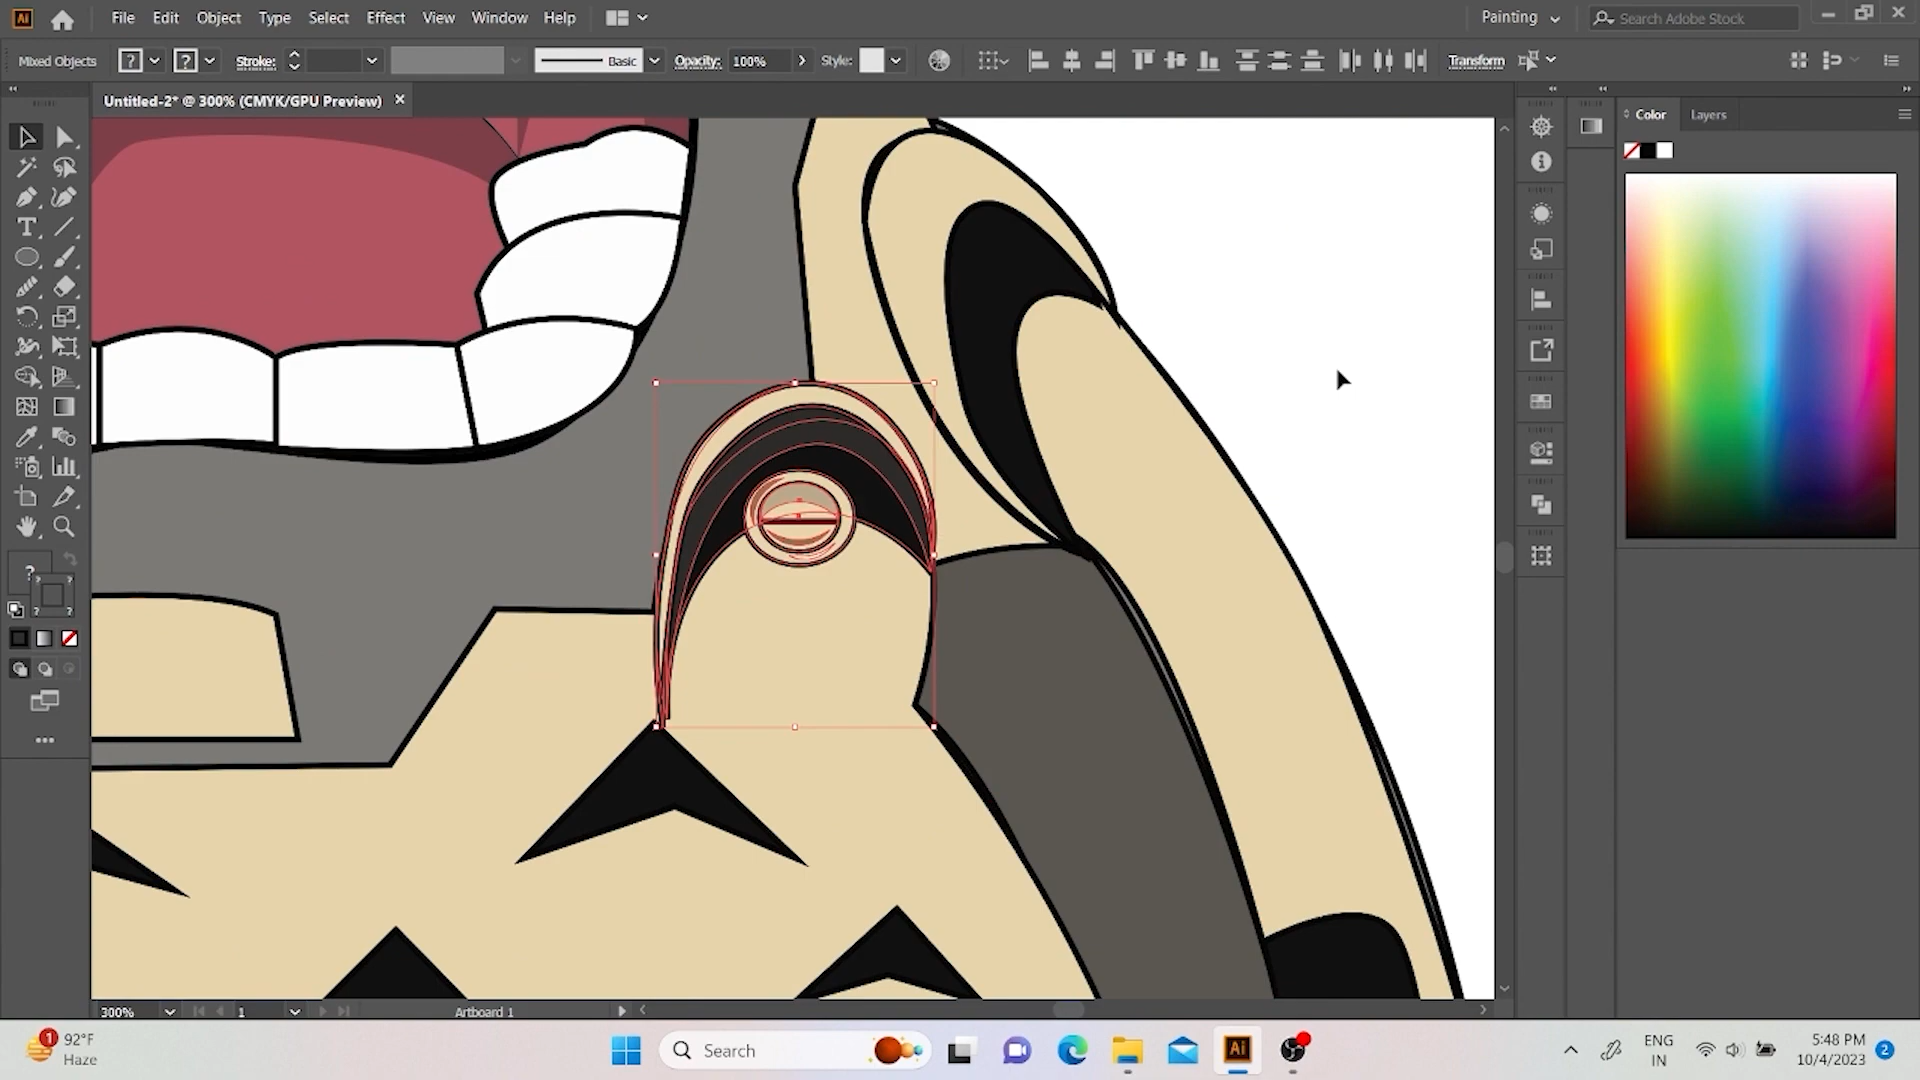 Ai File Edit Object Type Select Effect View Window Help Painting Search Adobe Stock
Mixed Objects ? ? Stroke: Basic Opacity: 100% Style: Transform
Untitled-2* @ 300% (CMYK/GPU Preview) ×
Color Layers
300% 1 Artboard 1
1 92°F
Haze
Search
Ai
ENG
IN
5:48 PM
10/4/2023
2